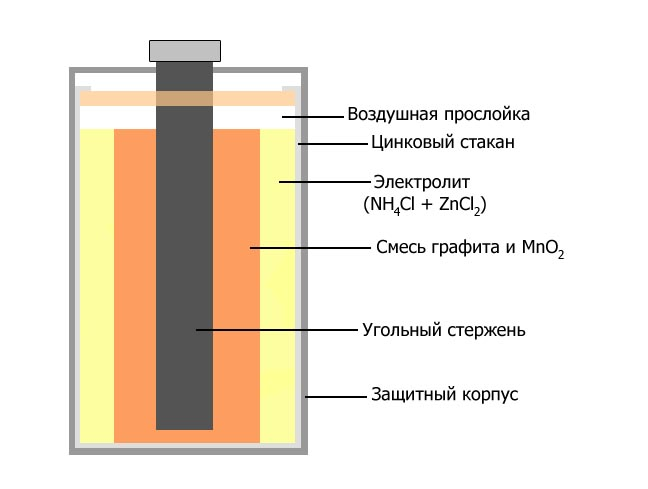 Воздушная прослойка
Цинковый стакан
Электролит
(NH₄Cl + ZnCl₂)
Смесь графита и MnO₂
Угольный стержень
Защитный корпус